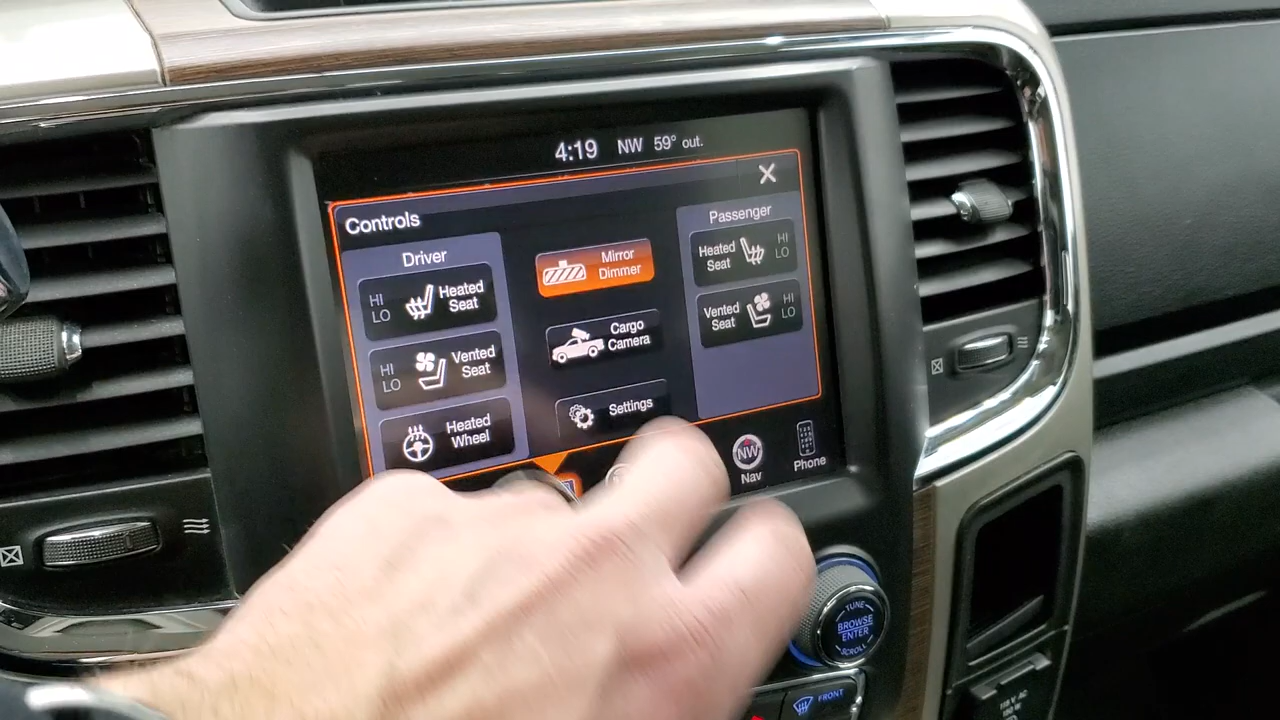 4:19 NW 59° out.
Controls
Driver
HI
LO
Heated
Seat
HI
LO
Vented
Seat
Heated
Wheel
Mirror
Dimmer
Cargo
Camera
Settings
Passenger
Heated
Seat
HI
LO
Vented
Seat
HI
LO
NW
Nav
Phone
TUNE
BROWSE
ENTER
SCROLL
FRONT
115 V AC